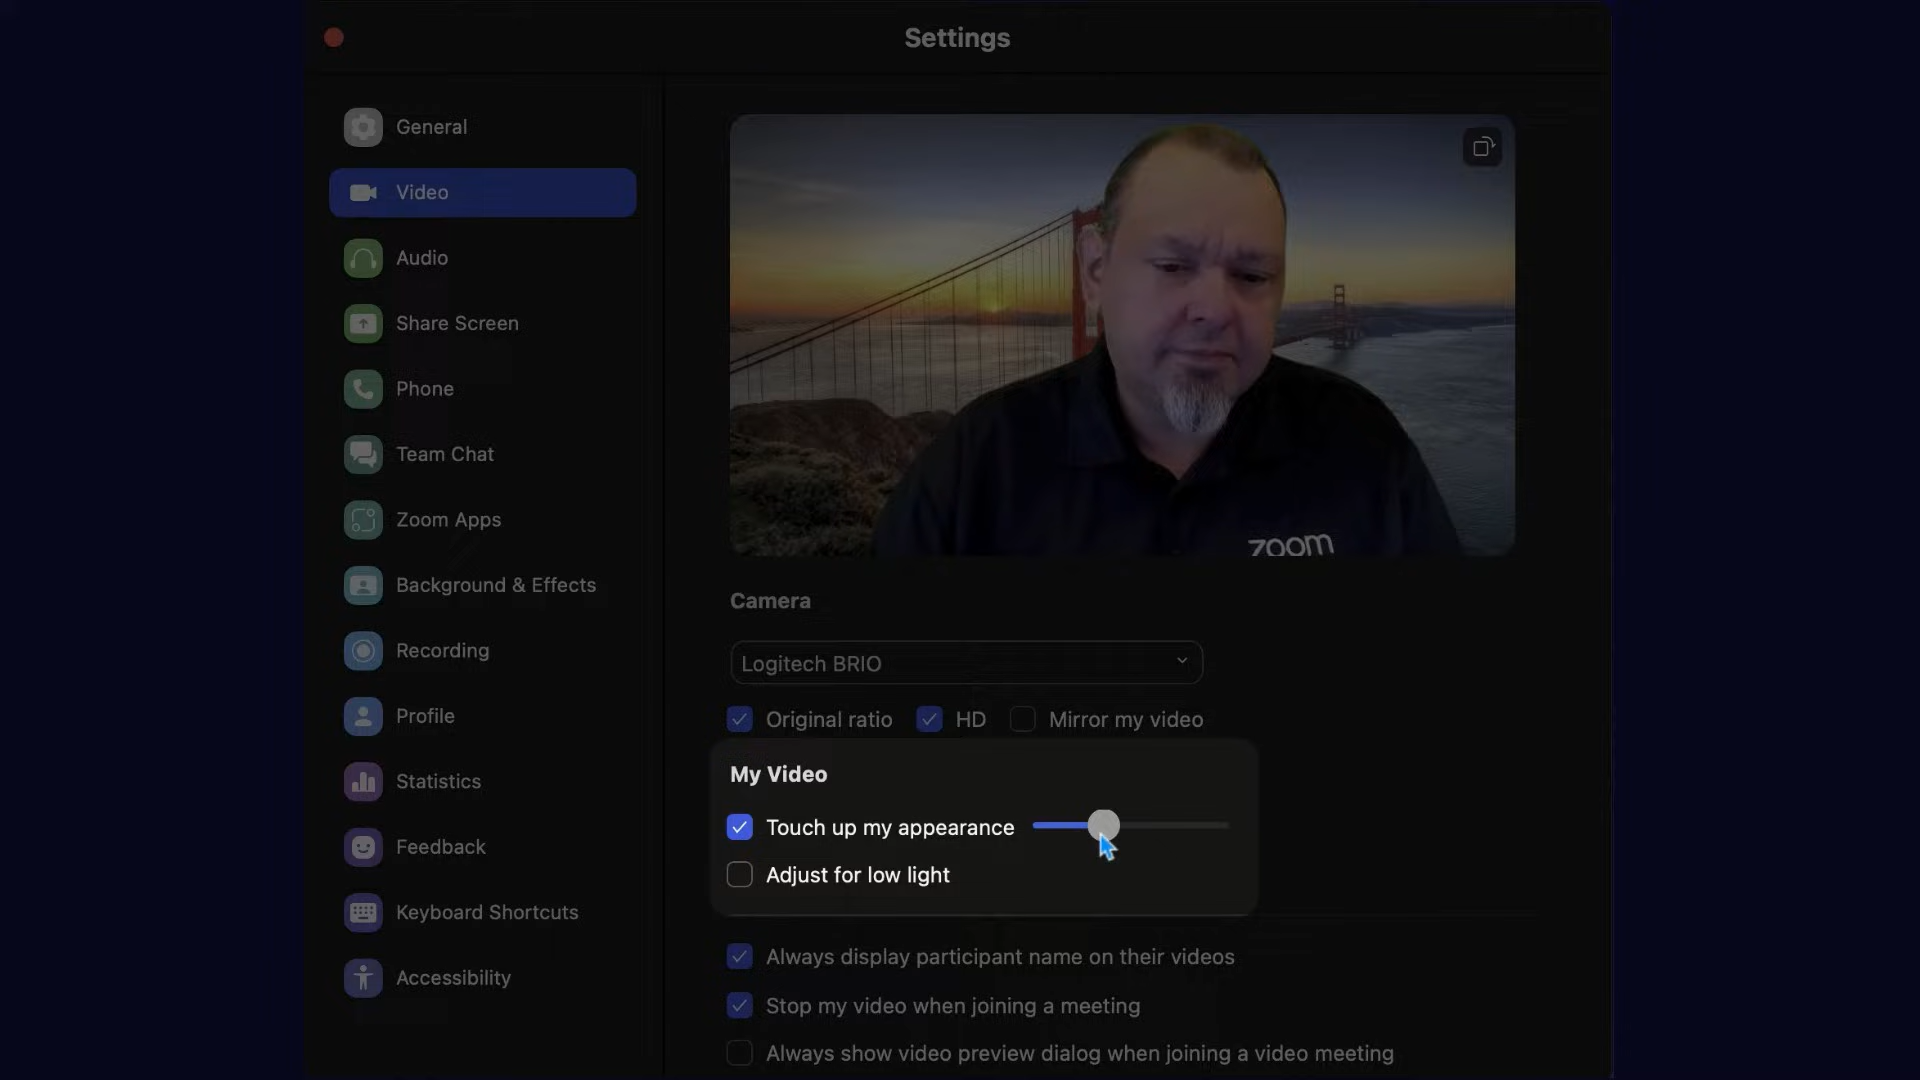 Settings
General
Video
Audio
Share Screen
Phone
Team Chat
Zoom Apps
Background & Effects
Recording
Profile
Statistics
Feedback
Keyboard Shortcuts
Accessibility
zoom
Camera
Logitech BRIO
Original ratio HD Mirror my video
My Video
Touch up my appearance
Adjust for low light
Always display participant name on their videos
Stop my video when joining a meeting
Always show video preview dialog when joining a video meeting